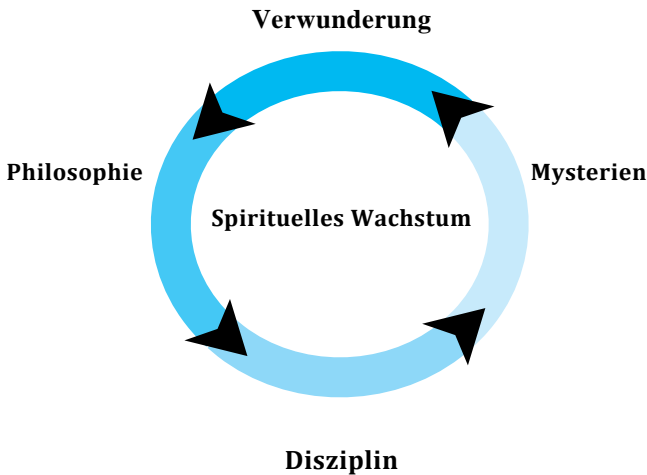 Verwunderung
Philosophie
Mysterien
Spirituelles Wachstum
Disziplin